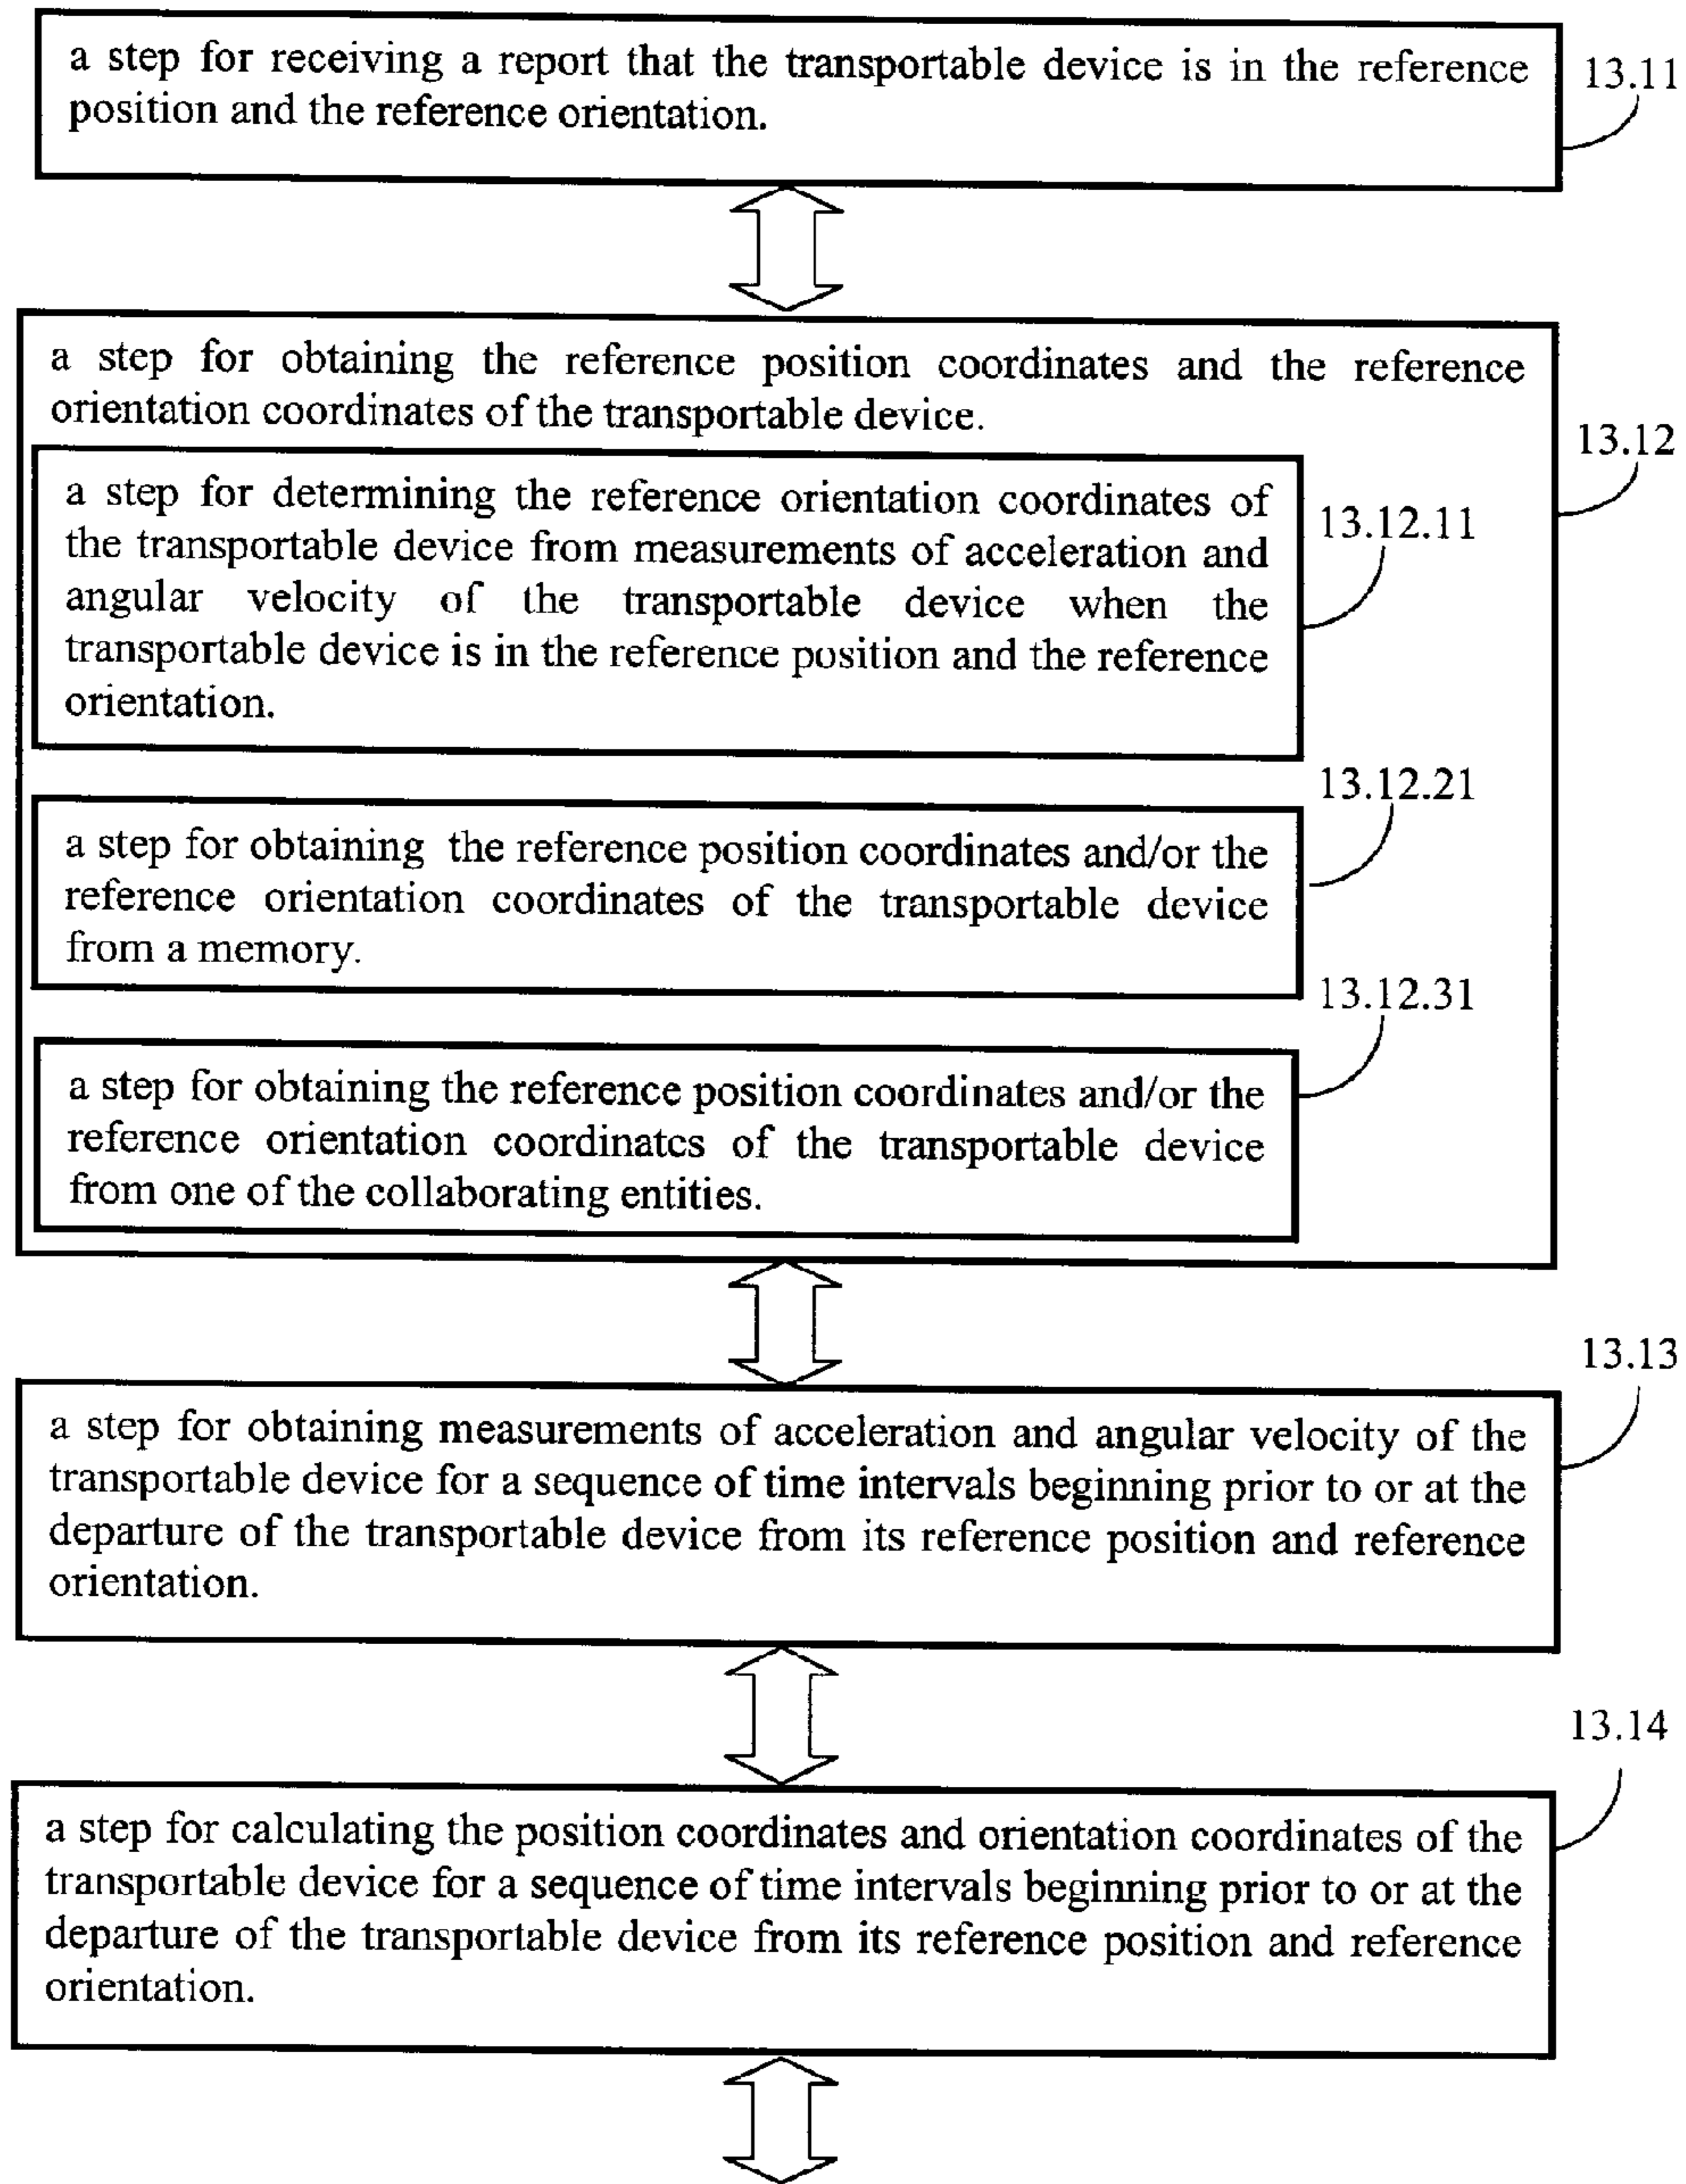 a step for receiving a report that the transportable device is in the reference
position and the reference orientation.
13.11
a step for obtaining the reference position coordinates and the reference
orientation coordinates of the transportable device.
13.12
a step for determining the reference orientation coordinates of
the transportable device from measurements of acceleration and
angular velocity of the transportable device when the
transportable device is in the reference position and the reference
orientation.
13.12.11
13.12.21
a step for obtaining the reference position coordinates and/or the
reference orientation coordinates of the transportable device
from a memory.
13.12.31
a step for obtaining the reference position coordinates and/or the
reference orientation coordinates of the transportable device
from one of the collaborating entities.
13.13
a step for obtaining measurements of acceleration and angular velocity of the
transportable device for a sequence of time intervals beginning prior to or at the
departure of the transportable device from its reference position and reference
orientation.
13.14
a step for calculating the position coordinates and orientation coordinates of the
transportable device for a sequence of time intervals beginning prior to or at the
departure of the transportable device from its reference position and reference
orientation.